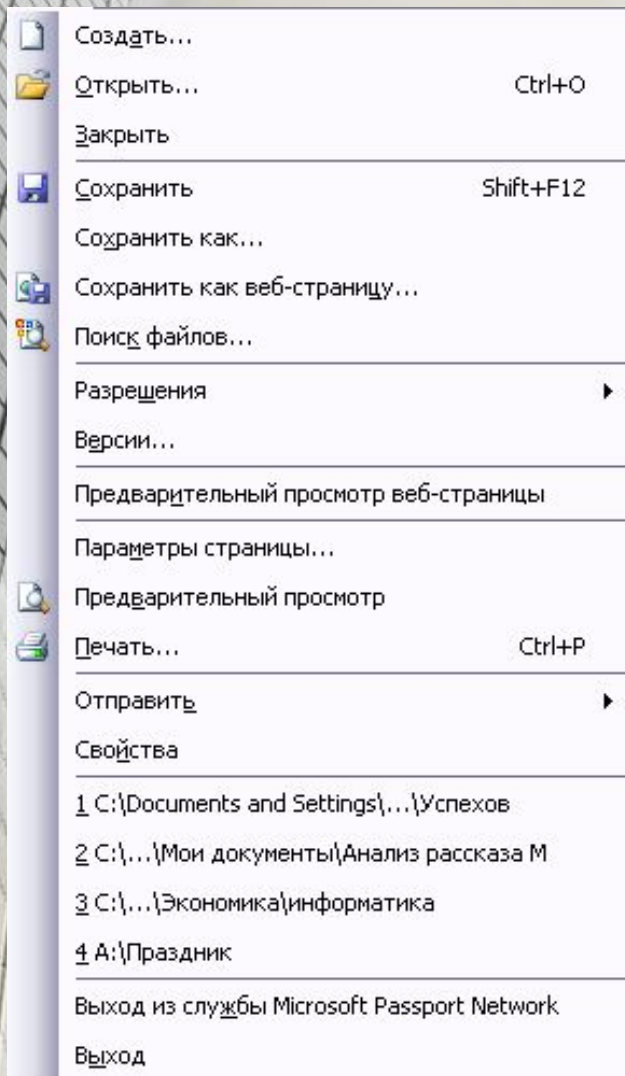 Создать...
Открыть... Ctrl+O
Закрыть
Сохранить Shift+F12
Сохранить как...
Сохранить как веб-страницу...
Поиск файлов...
Разрешения
Версии...
Предварительный просмотр веб-страницы
Параметры страницы...
Предварительный просмотр
Печать... Ctrl+P
Отправить
Свойства
1 C:\Documents and Settings\...\Успехов
2 C:\...\Мои документы\Анализ рассказа М
3 C:\...\Экономика\информатика
4 A:\Праздник
Выход из службы Microsoft Passport Network
Выход